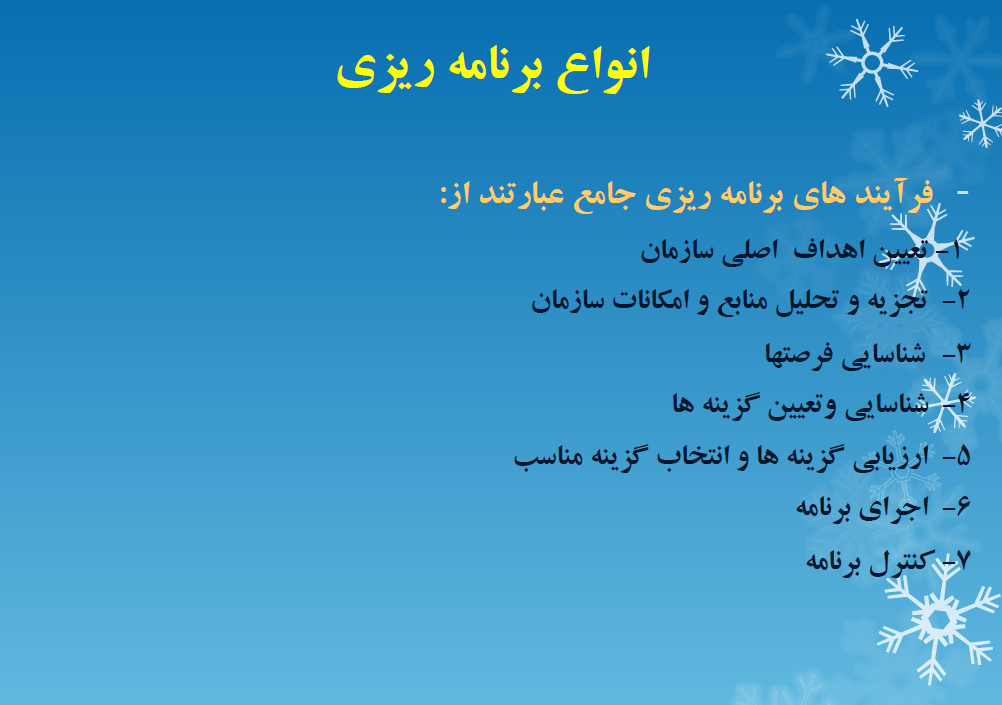 انواع برنامه ریزی
- فرآیند های برنامه ریزی جامع عبارتند از:
۱- تعیین اهداف اصلی سازمان
۲- تجزیه و تحلیل منابع و امکانات سازمان
۳- شناسایی فرصتها
۴- شناسایی وتعیین گزینه ها
۵- ارزیابی گزینه ها و انتخاب گزینه مناسب
۶- اجرای برنامه
۷- کنترل برنامه